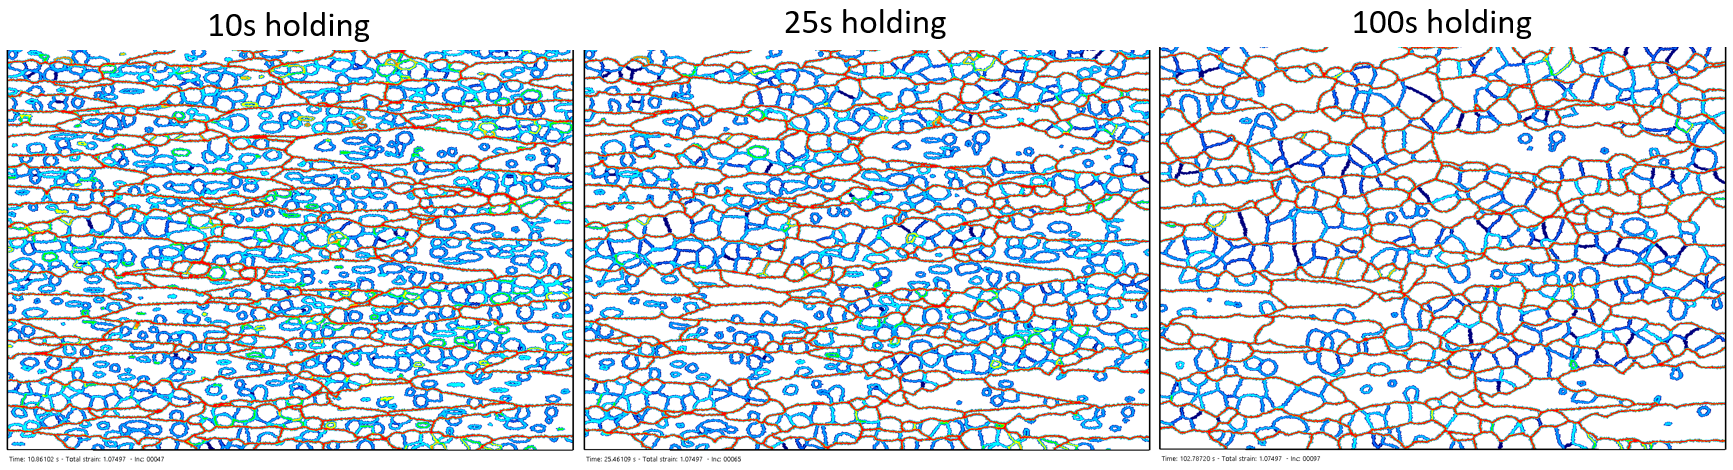 10s holding
25s holding
100s holding
Time: 10.86102 s - Total strain: 1.07497 - Inc: 00047
Time: 25.46109 s - Total strain: 1.07497 - Inc: 00065
Time: 102.78720 s - Total strain: 1.07497 - Inc: 00097